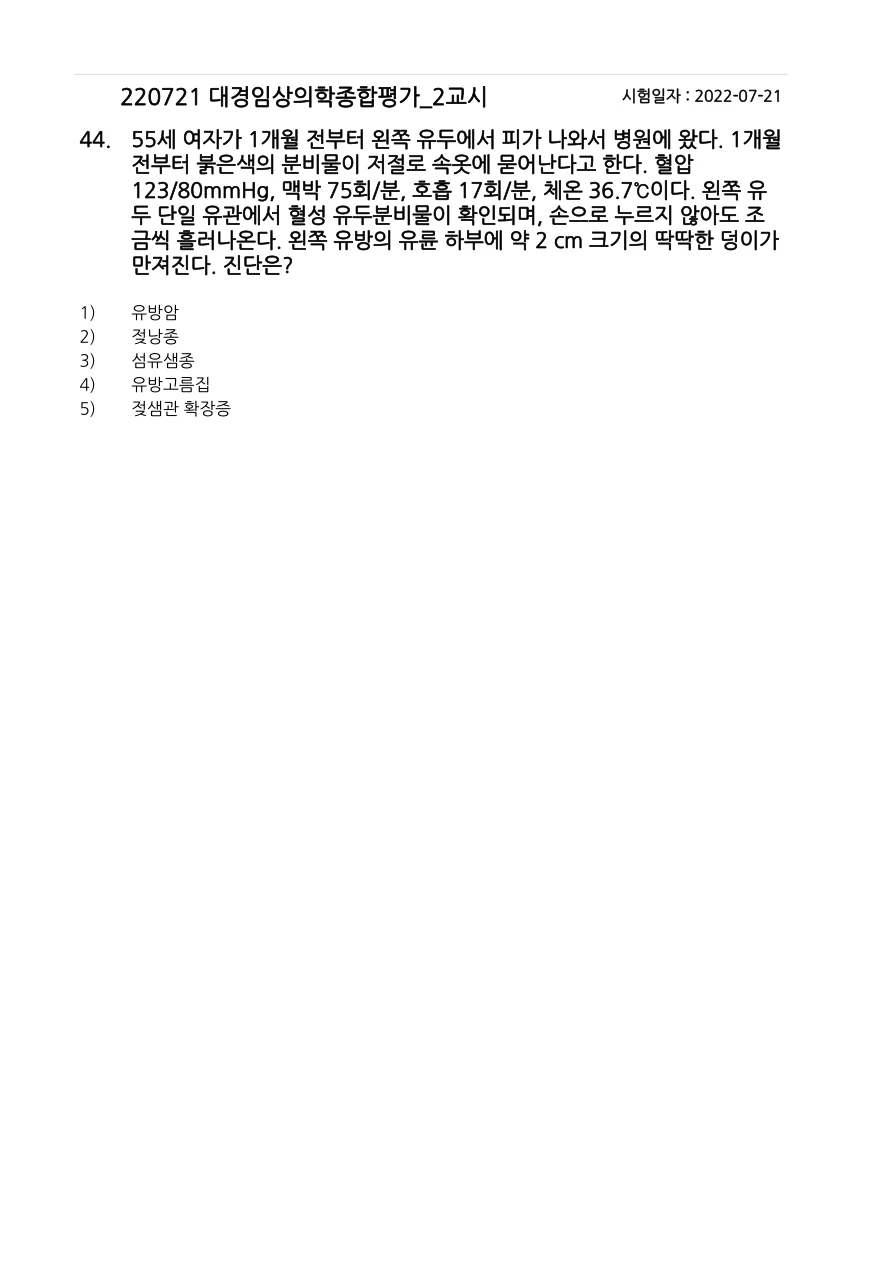 220721 대경임상의학종합평가_2교시 시험일자 : 2022-07-21
44. 55세 여자가 1개월 전부터 왼쪽 유두에서 피가 나와서 병원에 왔다. 1개월
전부터 붉은색의 분비물이 저절로 속옷에 묻어난다고 한다. 혈압
123/80mmHg, 맥박 75회/분, 호흡 17회/분, 체온 36.7℃이다. 왼쪽 유
두 단일 유관에서 혈성 유두분비물이 확인되며, 손으로 누르지 않아도 조
금씩 흘러나온다. 왼쪽 유방의 유륜 하부에 약 2 cm 크기의 딱딱한 덩이가
만져진다. 진단은?
1) 유방암
2) 젖낭종
3) 섬유샘종
4) 유방고름집
5) 젖샘관 확장증